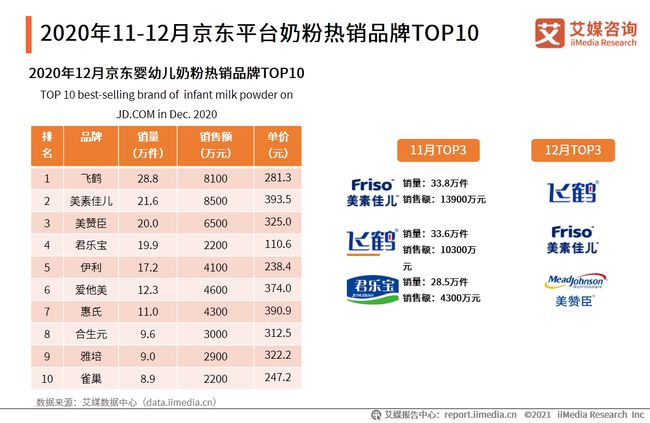 2020年11-12月京东平台奶粉热销品牌TOP10
艾媒咨询
iiMedia Research
2020年12月京东婴幼儿奶粉热销品牌TOP10
TOP 10 best-selling brand of infant milk powder on
JD.COM in Dec. 2020
排名 品牌 销量（万件） 销售额（万元） 单价（元）
1 飞鹤 28.8 8100 281.3
2 美素佳儿 21.6 8500 393.5
3 美赞臣 20.0 6500 325.0
4 君乐宝 19.9 2200 110.6
5 伊利 17.2 4100 238.4
6 爱他美 12.3 4600 374.0
7 惠氏 11.0 4300 390.9
8 合生元 9.6 3000 312.5
9 雅培 9.0 2900 322.2
10 雀巢 8.9 2200 247.2
11月TOP3
Friso
美素佳儿
销量：33.8万件
销售额：13900万元
飞鹤
销量：33.6万件
销售额：10300万
元
君乐宝
销量：28.5万件
销售额：4300万元
12月TOP3
飞鹤
Friso
美素佳儿
MeadJohnson
Nutritionals
美赞臣
数据来源：艾媒数据中心（data.iimedia.cn）
艾媒报告中心：report.iimedia.cn ©2021 iiMedia Research Inc